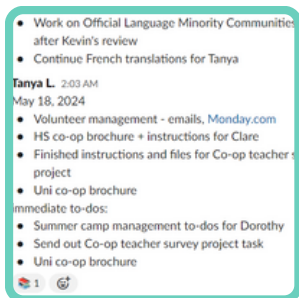 • Work on Official Language Minority Communities
after Kevin's review
• Continue French translations for Tanya
Tanya L. 2:03 AM
May 18, 2024
• Volunteer management - emails, Monday.com
• HS co-op brochure + instructions for Clare
• Finished instructions and files for Co-op teacher
project
• Uni co-op brochure
immediate to-dos:
• Summer camp management to-dos for Dorothy
• Send out Co-op teacher survey project task
• Uni co-op brochure
1